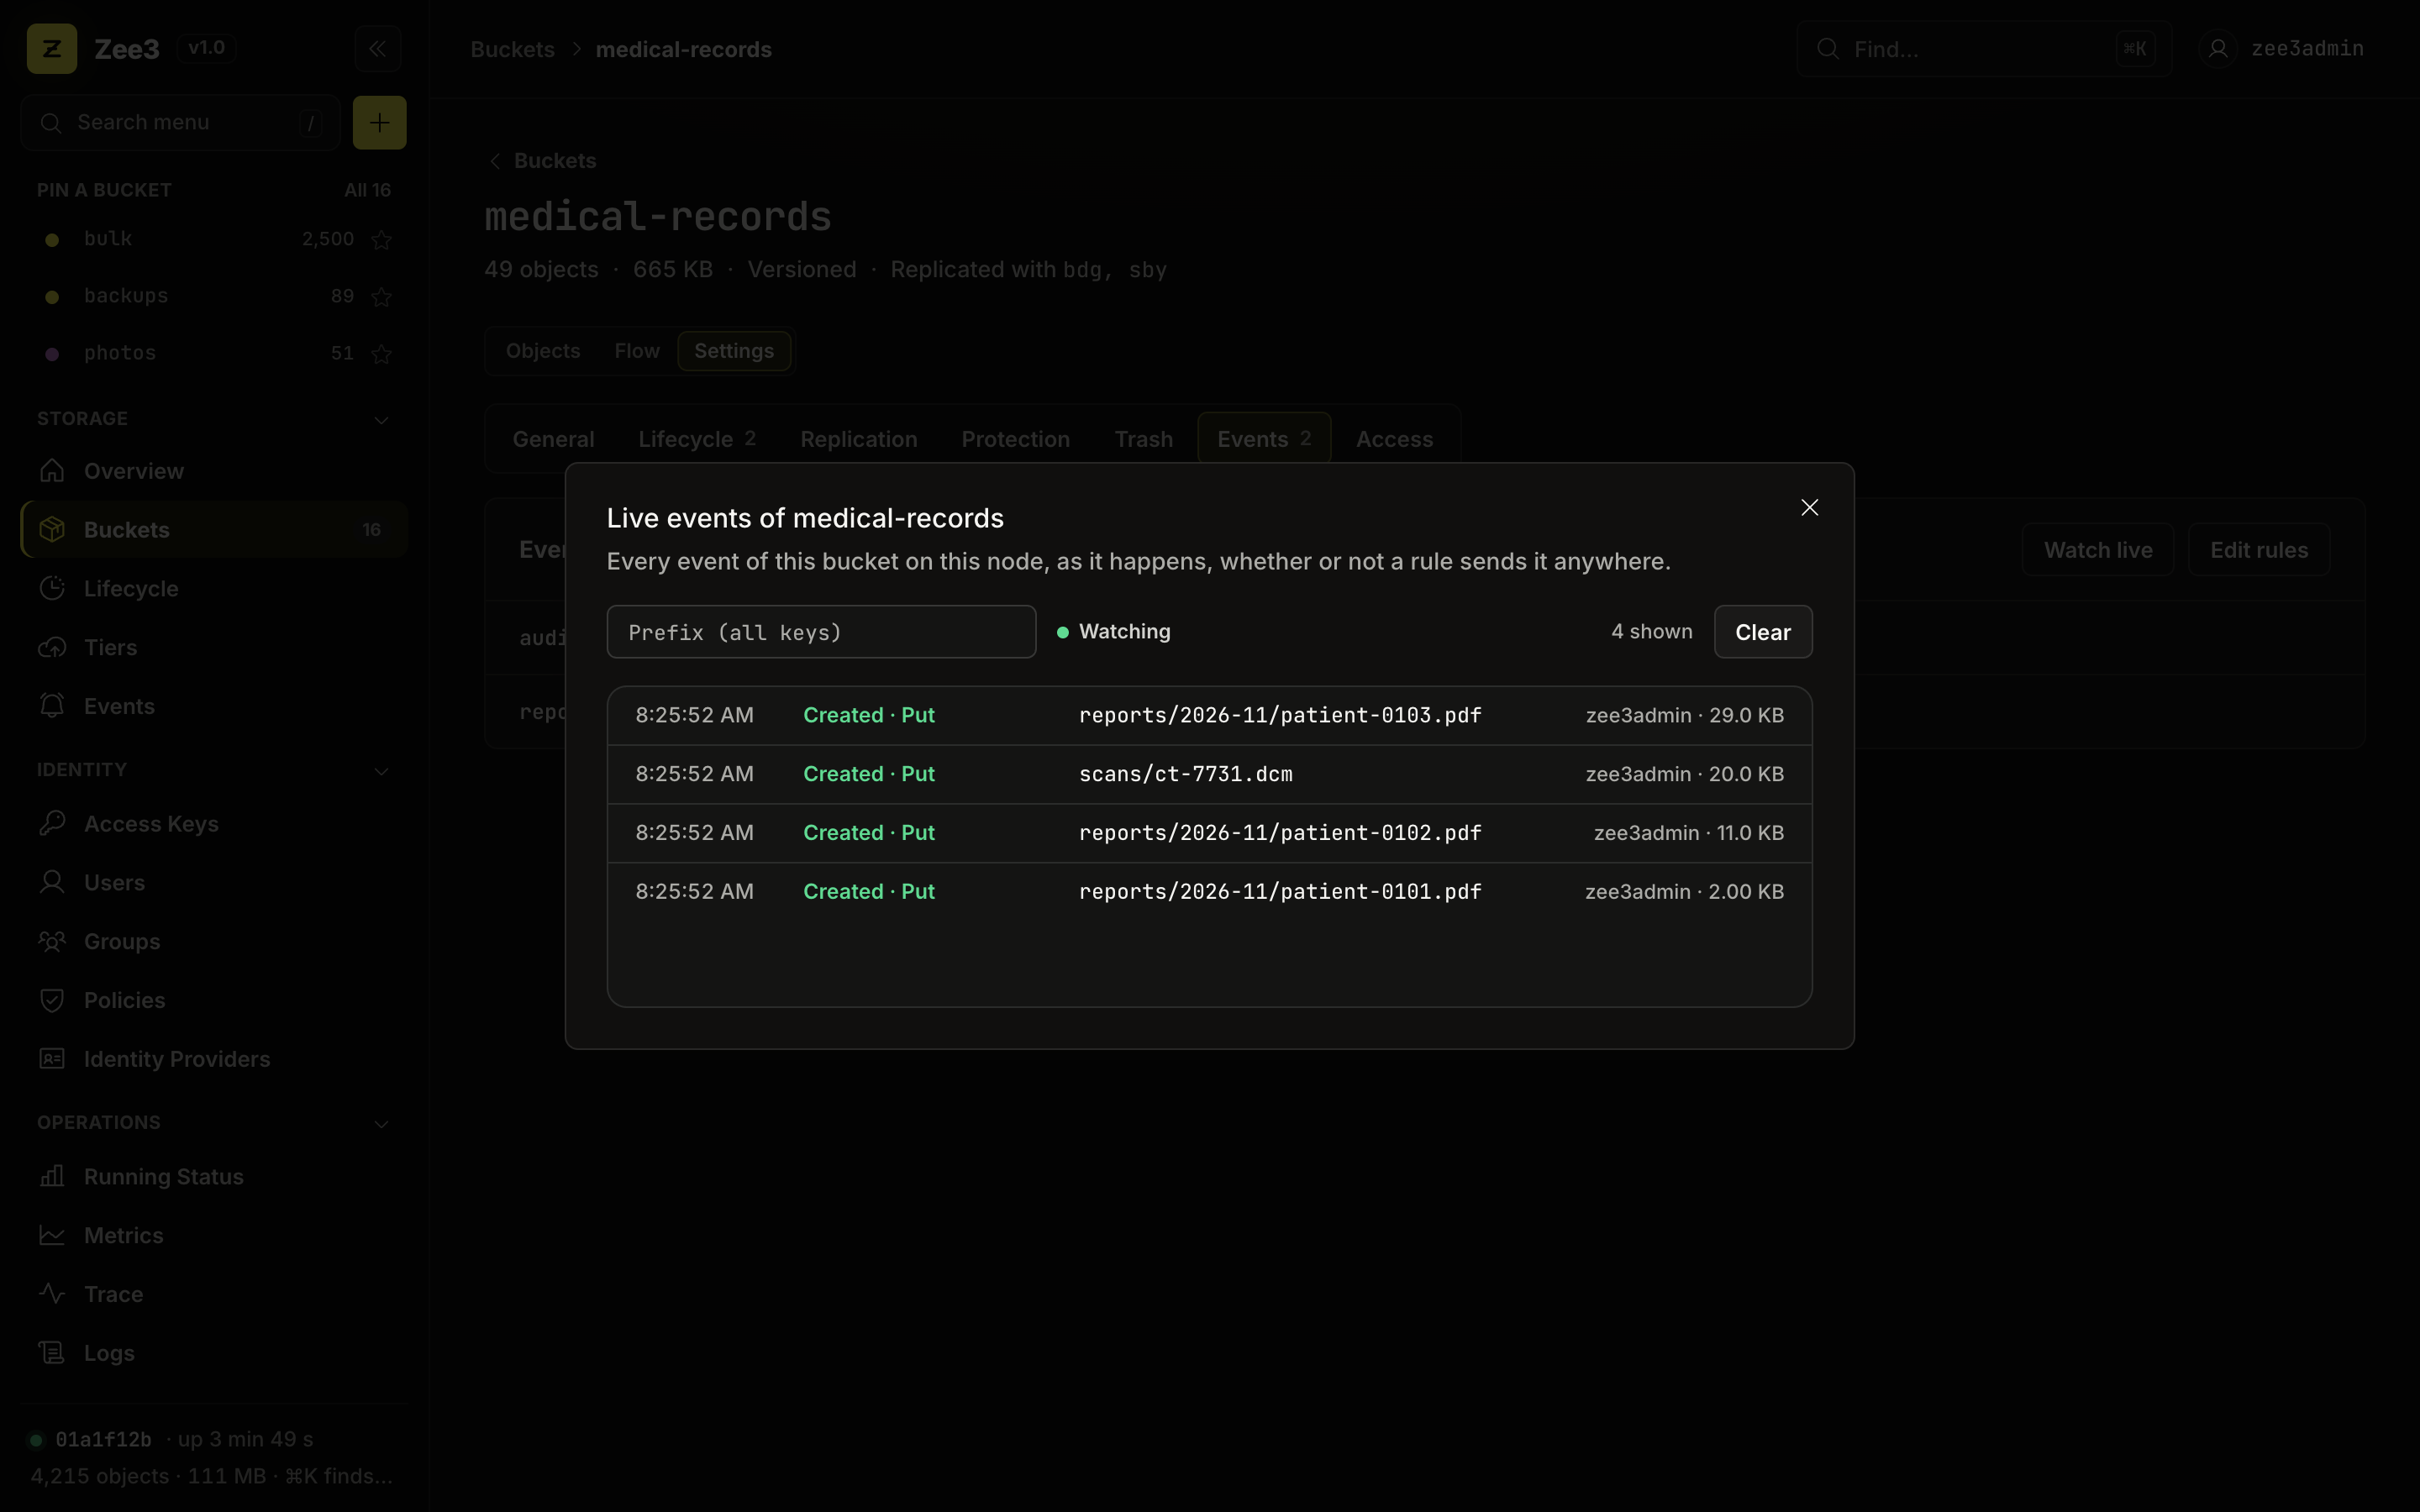 Z Zee3 v1.0
Search menu /
PIN A BUCKET All 16
bulk 2,500
backups 89
photos 51
STORAGE
Overview
Buckets 16
Lifecycle
Tiers
Events
IDENTITY
Access Keys
Users
Groups
Policies
Identity Providers
OPERATIONS
Running Status
Metrics
Trace
Logs
01a1f12b · up 3 min 49 s
4,215 objects · 111 MB · ⌘K finds...
Buckets > medical-records
Find... ⌘K
zee3admin
Buckets
medical-records
49 objects · 665 KB · Versioned · Replicated with bdg, sby
Objects Flow Settings
General Lifecycle 2 Replication Protection Trash Events 2 Access
Watch live Edit rules
Live events of medical-records
Every event of this bucket on this node, as it happens, whether or not a rule sends it anywhere.
Prefix (all keys) Watching 4 shown Clear
8:25:52 AM Created · Put reports/2026-11/patient-0103.pdf zee3admin · 29.0 KB
8:25:52 AM Created · Put scans/ct-7731.dcm zee3admin · 20.0 KB
8:25:52 AM Created · Put reports/2026-11/patient-0102.pdf zee3admin · 11.0 KB
8:25:52 AM Created · Put reports/2026-11/patient-0101.pdf zee3admin · 2.00 KB